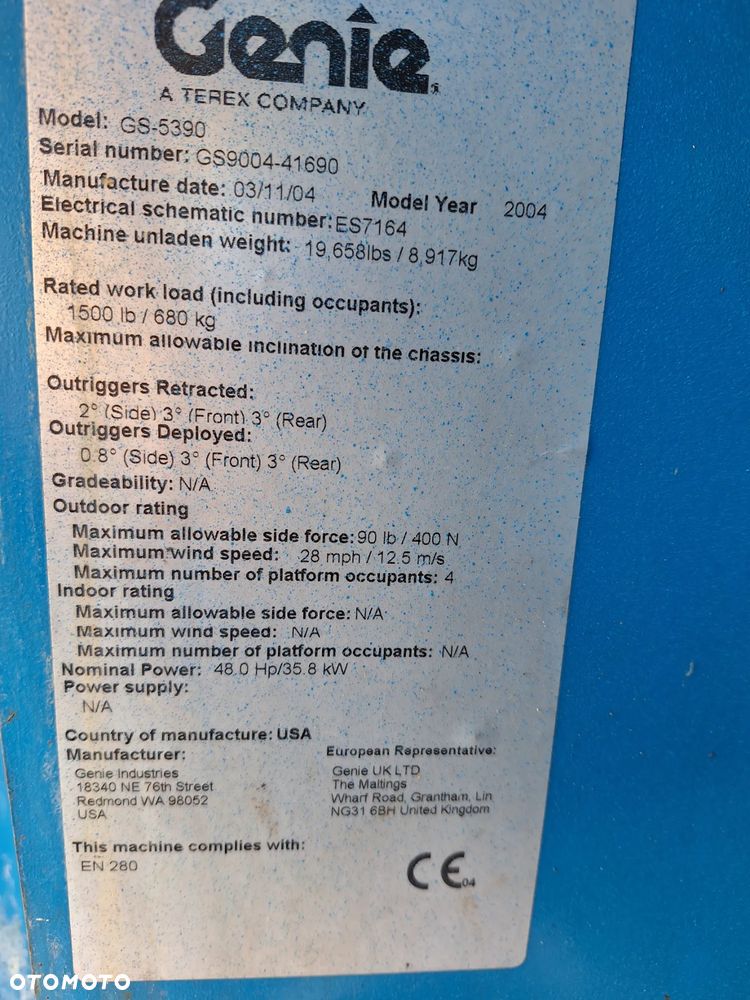 Genie
A TEREX COMPANY
Model: GS-5390
Serial number: GS9004-41690
Manufacture date: 03/11/04 Model Year 2004
Electrical schematic number: ES7164
Machine unladen weight: 19,658lbs / 8,917kg
Rated work load (including occupants):
1500 lb / 680 kg
Maximum allowable inclination of the chassis:
Outriggers Retracted:
2° (Side) 3° (Front) 3° (Rear)
Outriggers Deployed:
0.8° (Side) 3° (Front) 3° (Rear)
Gradeability: N/A
Outdoor rating
Maximum allowable side force: 90 lb / 400 N
Maximum wind speed: 28 mph / 12.5 m/s
Maximum number of platform occupants: 4
Indoor rating
Maximum allowable side force: N/A
Maximum wind speed: N/A
Maximum number of platform occupants: N/A
Nominal Power: 48.0 Hp/35.8 kW
Power supply:
N/A
Country of manufacture: USA
Manufacturer:
Genie Industries
18340 NE 76th Street
Redmond WA 98052
USA
European Representative:
Genie UK LTD
The Maltings
Wharf Road, Grantham, Lin
NG31 6BH United Kingdom
This machine complies with:
EN 280
CE 04
OTOMOTO